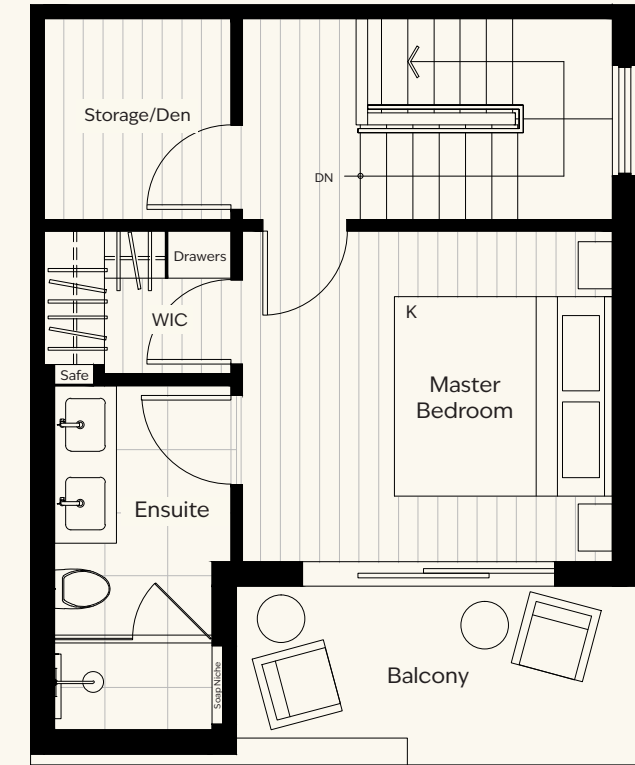 Storage/Den
DN
Drawers
WIC
K
Safe
Master
Bedroom
Ensuite
Soap Niche
Balcony